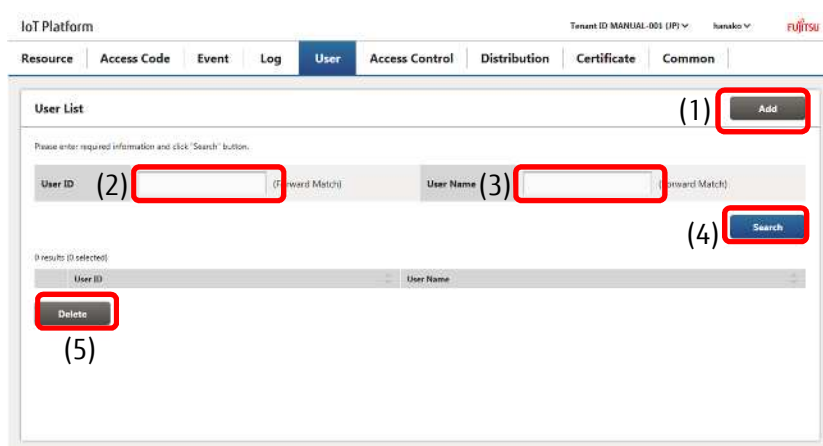 IoT Platform Tenant ID MANUAL-001 (JP) hanako FUJITSU
Resource Access Code Event Log User Access Control Distribution Certificate Common
User List (1) Add
Please enter required information and click "Search" button.
User ID (2) (Forward Match) User Name (3) (Forward Match)
(4) Search
0 results (0 selected)
User ID User Name
Delete
(5)